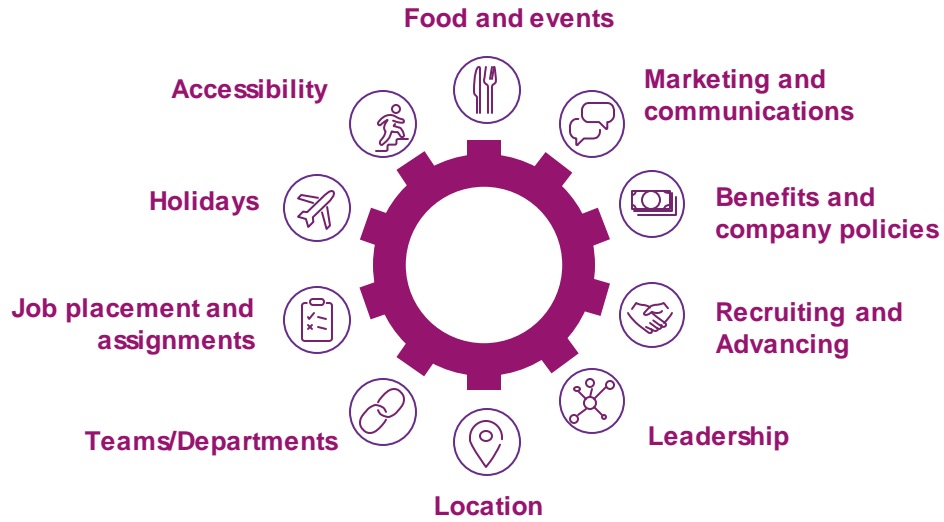 Food and events
Marketing and
communications
Benefits and
company policies
Recruiting and
Advancing
Leadership
Location
Teams/Departments
Job placement and
assignments
Holidays
Accessibility